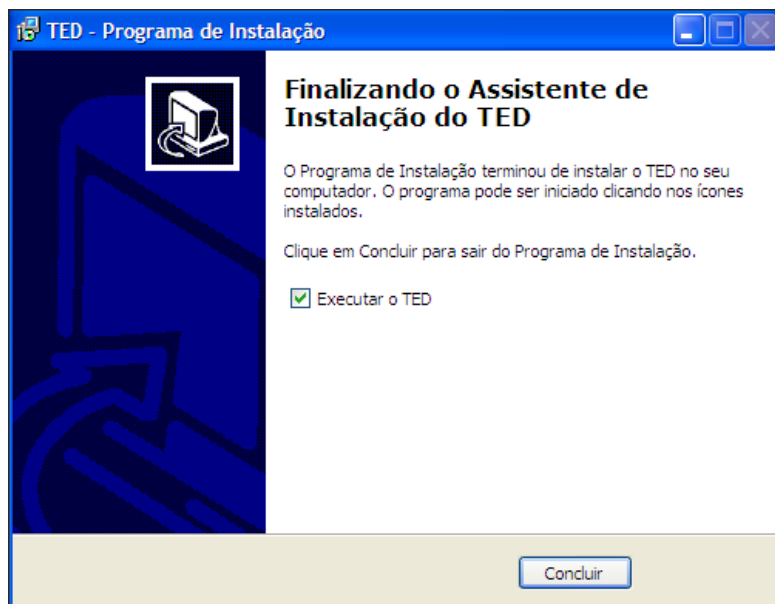 TED - Programa de Instalação
Finalizando o Assistente de
Instalação do TED
O Programa de Instalação terminou de instalar o TED no seu
computador. O programa pode ser iniciado clicando nos ícones
instalados.
Clique em Concluir para sair do Programa de Instalação.
Executar o TED
Concluir